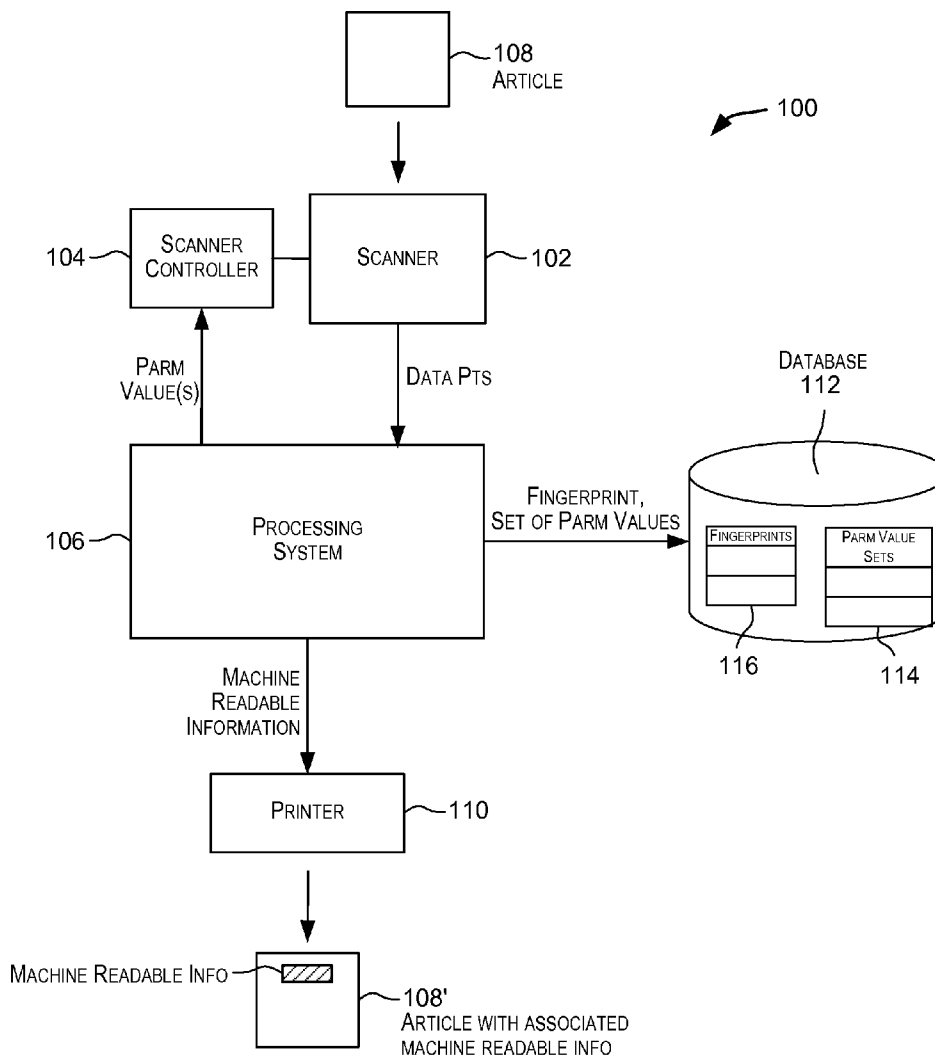 108
ARTICLE
100
104
SCANNER
CONTROLLER
SCANNER
102
PARM
VALUE(S)
DATA PTS
DATABASE
112
106
PROCESSING
SYSTEM
FINGERPRINT,
SET OF PARM VALUES
FINGERPRINTS
PARM VALUE
SETS
116
114
MACHINE
READABLE
INFORMATION
PRINTER
110
MACHINE READABLE INFO
108'
ARTICLE WITH ASSOCIATED
MACHINE READABLE INFO